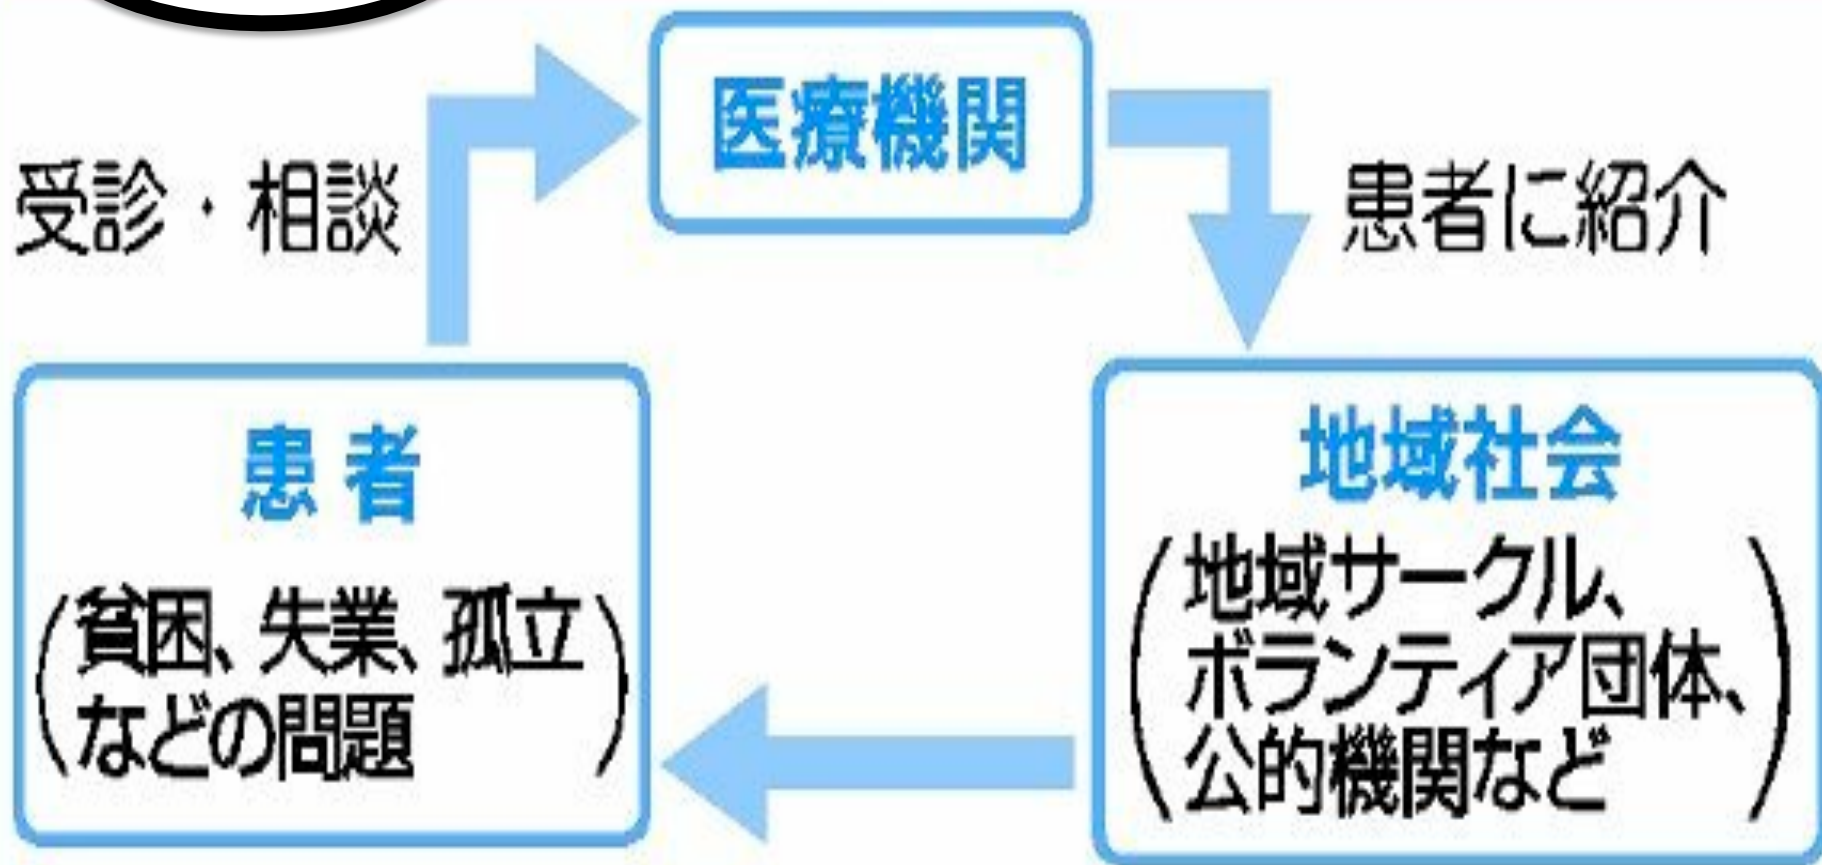 医療機関
受診・相談
患者に紹介
患者
(貧困、失業、孤立
などの問題)
地域社会
(地域サークル、
ボランティア団体、
公的機関など)